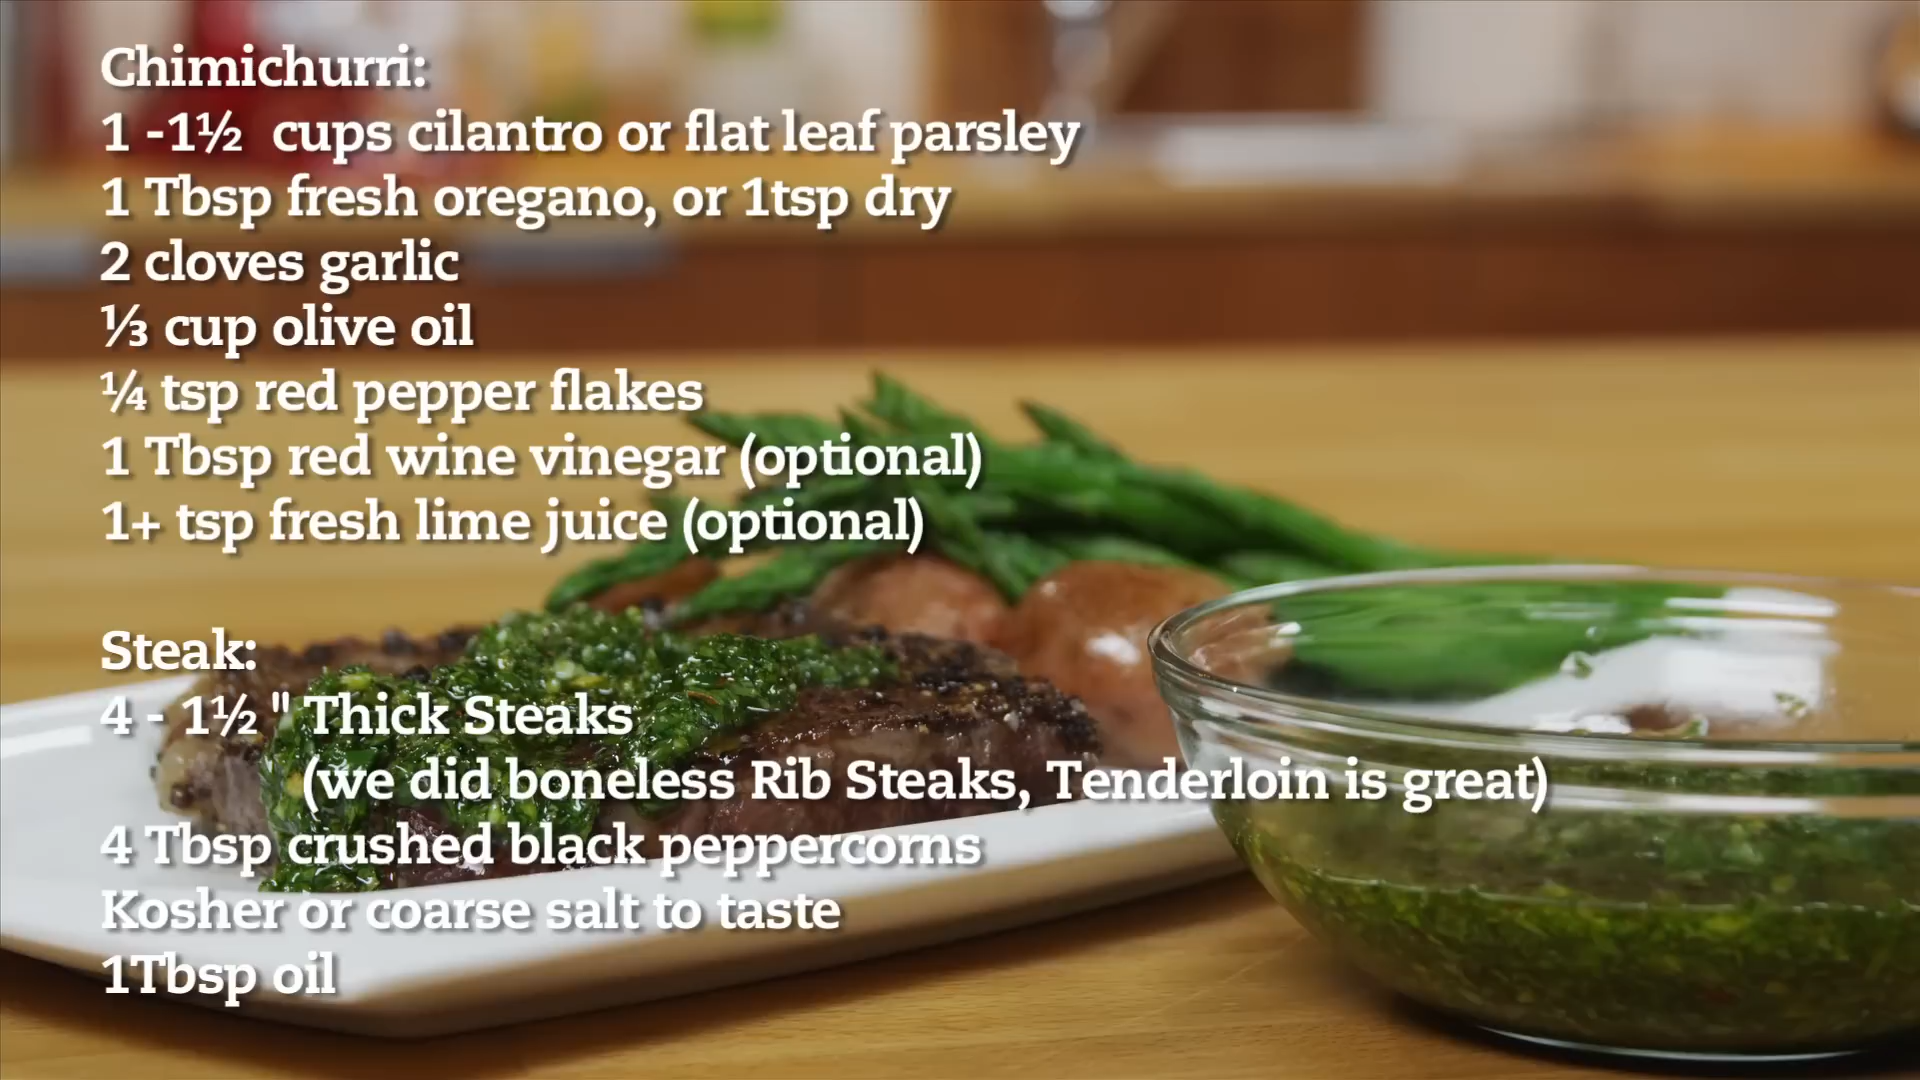 Chimichurri:
1 -1½ cups cilantro or flat leaf parsley
1 Tbsp fresh oregano, or 1tsp dry
2 cloves garlic
⅓ cup olive oil
¼ tsp red pepper flakes
1 Tbsp red wine vinegar (optional)
1+ tsp fresh lime juice (optional)
Steak:
4 - 1½ " Thick Steaks
(we did boneless Rib Steaks, Tenderloin is great)
4 Tbsp crushed black peppercorns
Kosher or coarse salt to taste
1Tbsp oil